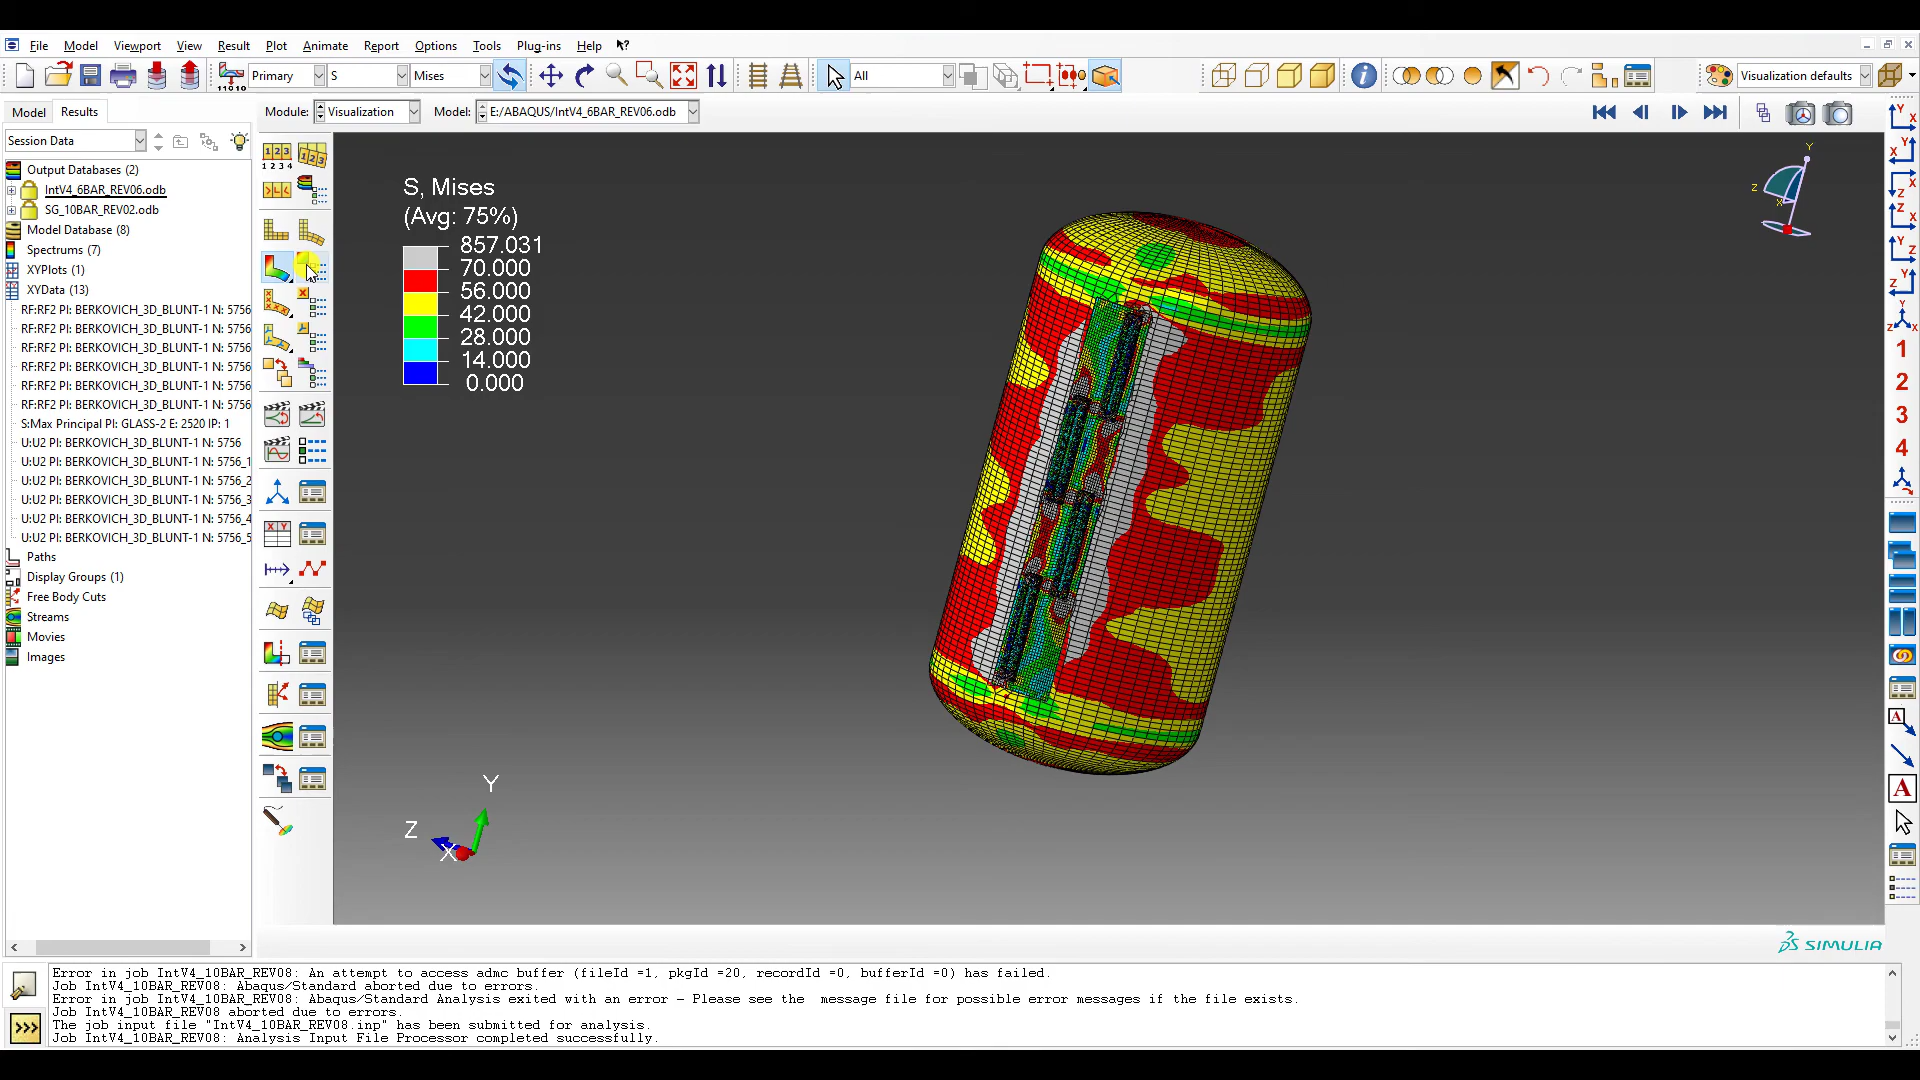 File Model Viewport View Result Plot Animate Report Options Tools Plug-ins Help
Primary S Mises All Visualization defaults
Model Results Module: Visualization Model: E:/ABAQUS/IntV4_6BAR_REV06.odb
Session Data
Output Databases (2)
IntV4_6BAR_REV06.odb
SG_10BAR_REV02.odb
Model Database (8)
Spectrums (7)
XYPlots (1)
XYData (13)
RF:RF2 PI: BERKOVICH_3D_BLUNT-1 N: 5756
RF:RF2 PI: BERKOVICH_3D_BLUNT-1 N: 5756
RF:RF2 PI: BERKOVICH_3D_BLUNT-1 N: 5756
RF:RF2 PI: BERKOVICH_3D_BLUNT-1 N: 5756
RF:RF2 PI: BERKOVICH_3D_BLUNT-1 N: 5756
RF:RF2 PI: BERKOVICH_3D_BLUNT-1 N: 5756
S:Max Principal PI: GLASS-2 E: 2520 IP: 1
U:U2 PI: BERKOVICH_3D_BLUNT-1 N: 5756
U:U2 PI: BERKOVICH_3D_BLUNT-1 N: 5756_1
U:U2 PI: BERKOVICH_3D_BLUNT-1 N: 5756_2
U:U2 PI: BERKOVICH_3D_BLUNT-1 N: 5756_3
U:U2 PI: BERKOVICH_3D_BLUNT-1 N: 5756_4
U:U2 PI: BERKOVICH_3D_BLUNT-1 N: 5756_5
Paths
Display Groups (1)
Free Body Cuts
Streams
Movies
Images
S, Mises
(Avg: 75%)
857.031
70.000
56.000
42.000
28.000
14.000
0.000
Y
Z
X
Y
Z
X
1
2
3
4
A
SIMULIA
Error in job IntV4_10BAR_REV08: An attempt to access admc buffer (fileId =1, pkgId =20, recordId =0, bufferId =0) has failed.
Job IntV4_10BAR_REV08: Abaqus/Standard aborted due to errors.
Error in job IntV4_10BAR_REV08: Abaqus/Standard Analysis exited with an error - Please see the  message file for possible error messages if the file exists.
Job IntV4_10BAR_REV08 aborted due to errors.
The job input file "IntV4_10BAR_REV08.inp" has been submitted for analysis.
Job IntV4_10BAR_REV08: Analysis Input File Processor completed successfully.